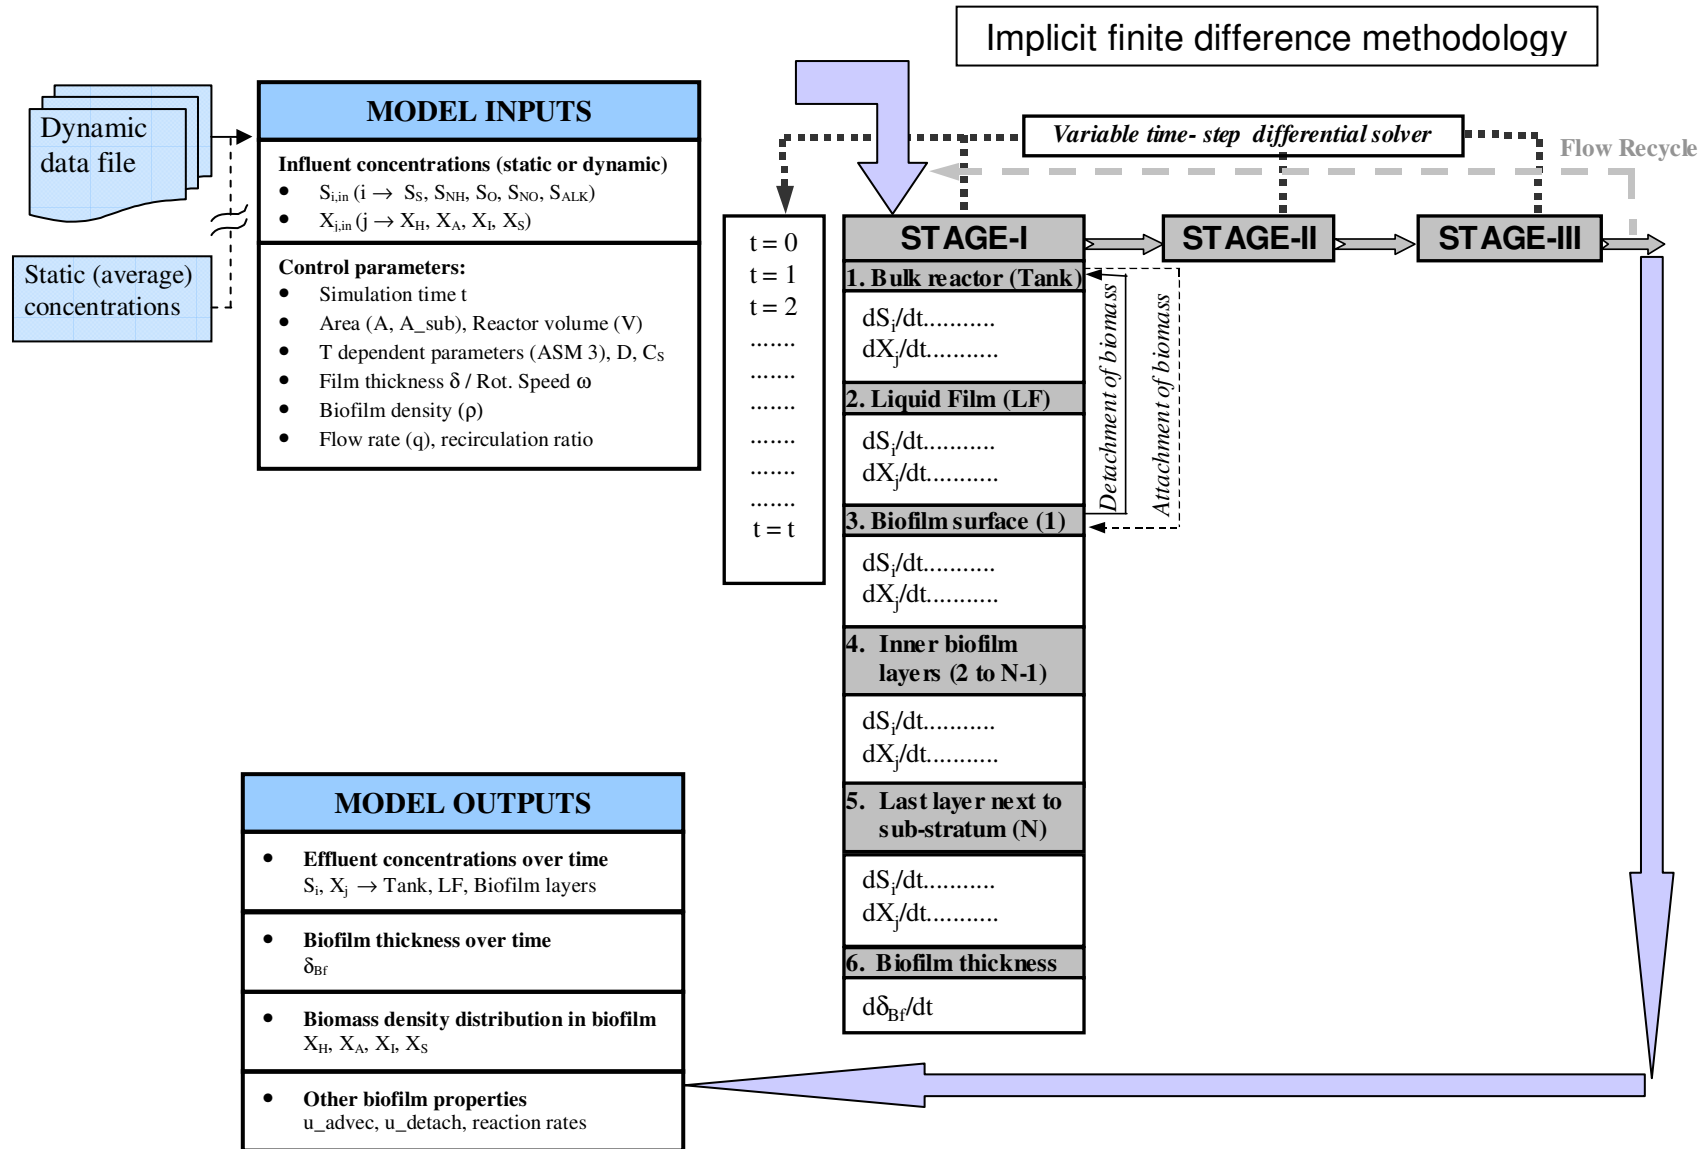 Implicit finite difference methodology
Dynamic
data file
Static (average)
concentrations
MODEL INPUTS
Influent concentrations (static or dynamic)
• S_i,in (i → S_S, S_NH, S_O, S_NO, S_ALK)
• X_j,in (j → X_H, X_A, X_I, X_S)
Control parameters:
• Simulation time t
• Area (A, A_sub), Reactor volume (V)
• T dependent parameters (ASM 3), D, C_S
• Film thickness δ / Rot. Speed ω
• Biofilm density (ρ)
• Flow rate (q), recirculation ratio
Variable time- step differential solver
Flow Recycle
t = 0
t = 1
t = 2
.......
.......
.......
.......
.......
.......
t = t
STAGE-I
STAGE-II
STAGE-III
1. Bulk reactor (Tank)
dS_i/dt...........
dX_j/dt...........
2. Liquid Film (LF)
dS_i/dt...........
dX_j/dt...........
3. Biofilm surface (1)
dS_i/dt...........
dX_j/dt...........
4. Inner biofilm
layers (2 to N-1)
dS_i/dt...........
dX_j/dt...........
5. Last layer next to
sub-stratum (N)
dS_i/dt...........
dX_j/dt...........
6. Biofilm thickness
dδ_Bf/dt
Detachment of biomass
Attachment of biomass
MODEL OUTPUTS
• Effluent concentrations over time
S_i, X_j → Tank, LF, Biofilm layers
• Biofilm thickness over time
δ_Bf
• Biomass density distribution in biofilm
X_H, X_A, X_I, X_S
• Other biofilm properties
u_advec, u_detach, reaction rates